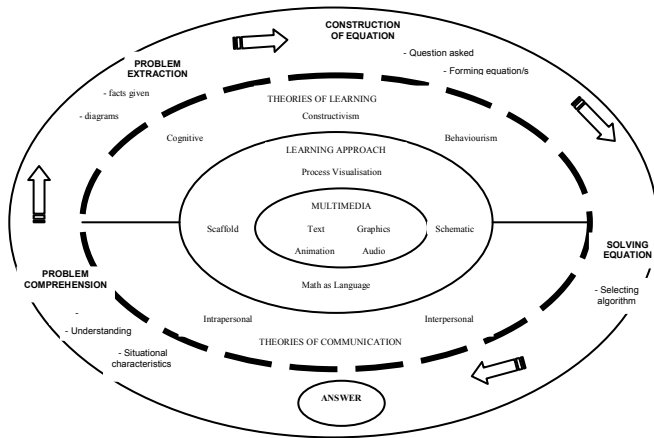 CONSTRUCTION
OF EQUATION
- Question asked
- Forming equation/s
PROBLEM
EXTRACTION
- facts given
- diagrams
THEORIES OF LEARNING
Constructivism
Cognitive
Behaviourism
LEARNING APPROACH
Process Visualisation
MULTIMEDIA
Text
Graphics
Animation
Audio
Scaffold
Schematic
Math as Language
SOLVING
EQUATION
- Selecting
algorithm
PROBLEM
COMPREHENSION
-
- Understanding
- Situational
characteristics
Intrapersonal
Interpersonal
THEORIES OF COMMUNICATION
ANSWER